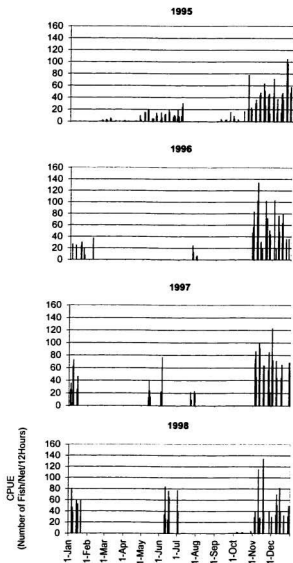 1995
160
140
120
100
80
60
40
20
0
1996
160
140
120
100
80
60
40
20
0
1997
160
140
120
100
80
60
40
20
0
1998
160
140
120
100
80
60
40
20
0
CPUE
(Number of Fish/Net/12Hours)
1-Jan
1-Feb
1-Mar
1-Apr
1-May
1-Jun
1-Jul
1-Aug
1-Sep
1-Oct
1-Nov
1-Dec